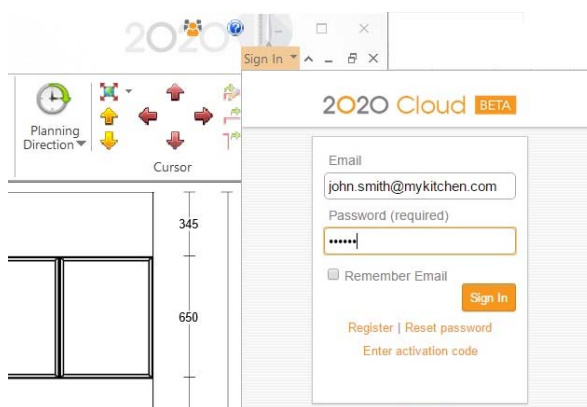 2020
Sign In
Planning
Direction
Cursor
345
650
2020 Cloud BETA
Email
john.smith@mykitchen.com
Password (required)
••••••
Remember Email
Sign In
Register | Reset password
Enter activation code